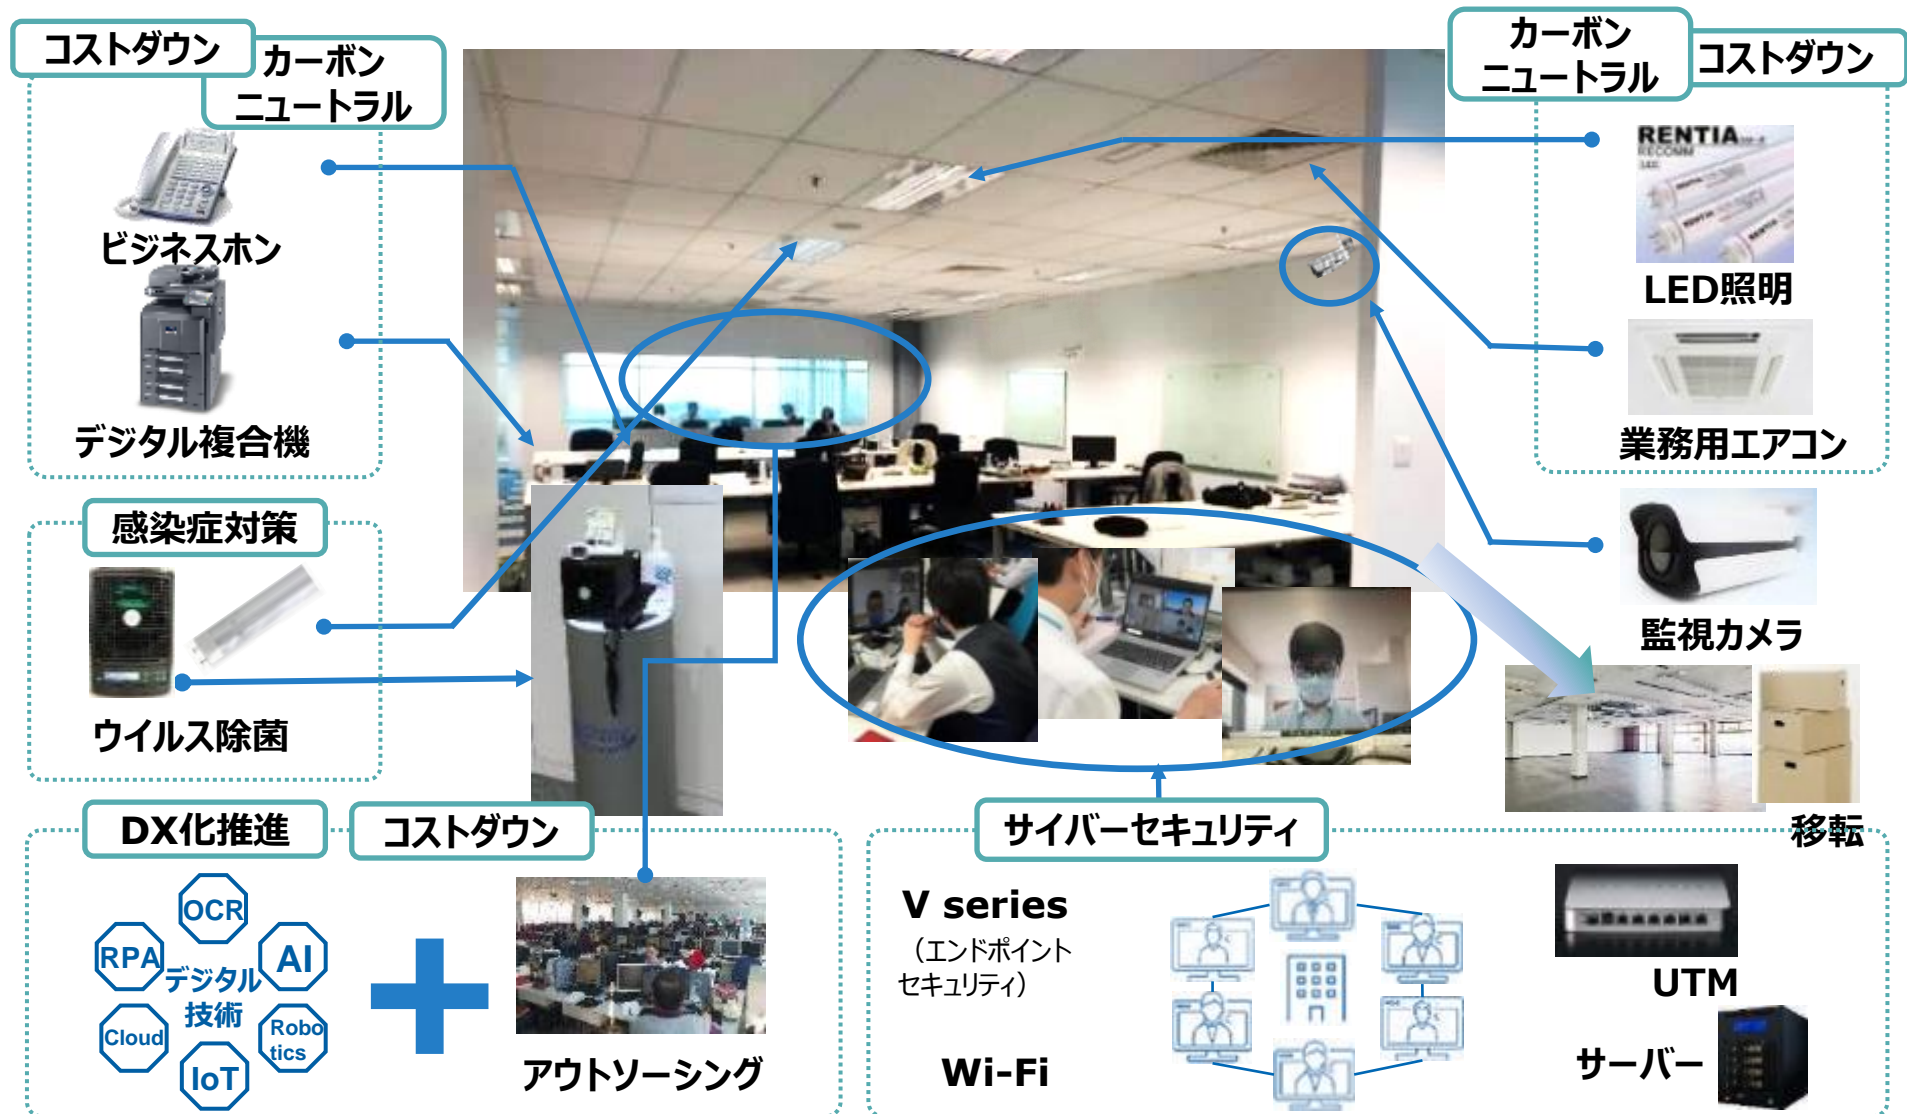 コストダウン
カーボン
ニュートラル
ビジネスホン
デジタル複合機
カーボン
ニュートラル
コストダウン
RENTIA
RECOMM
RENTIA
RENTIA
LED照明
業務用エアコン
監視カメラ
移転
感染症対策
ウイルス除菌
DX化推進
コストダウン
OCR
RPA
AI
デジタル
技術
Cloud
Robo
tics
IoT
アウトソーシング
サイバーセキュリティ
V series
（エンドポイント
セキュリティ）
Wi-Fi
UTM
サーバー